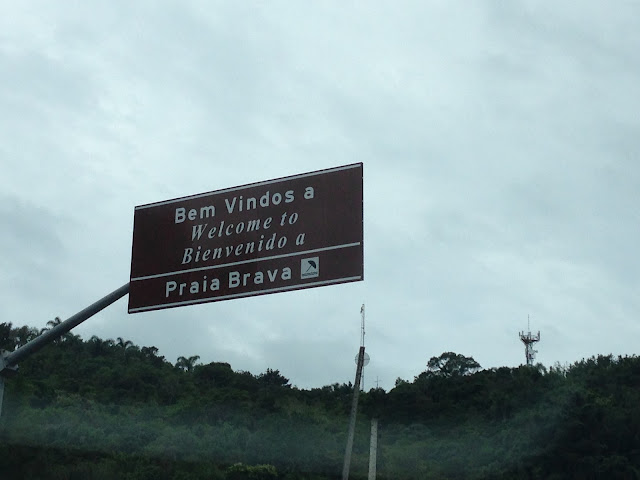 Bem Vindos a
Welcome to
Bienvenido a
Praia Brava